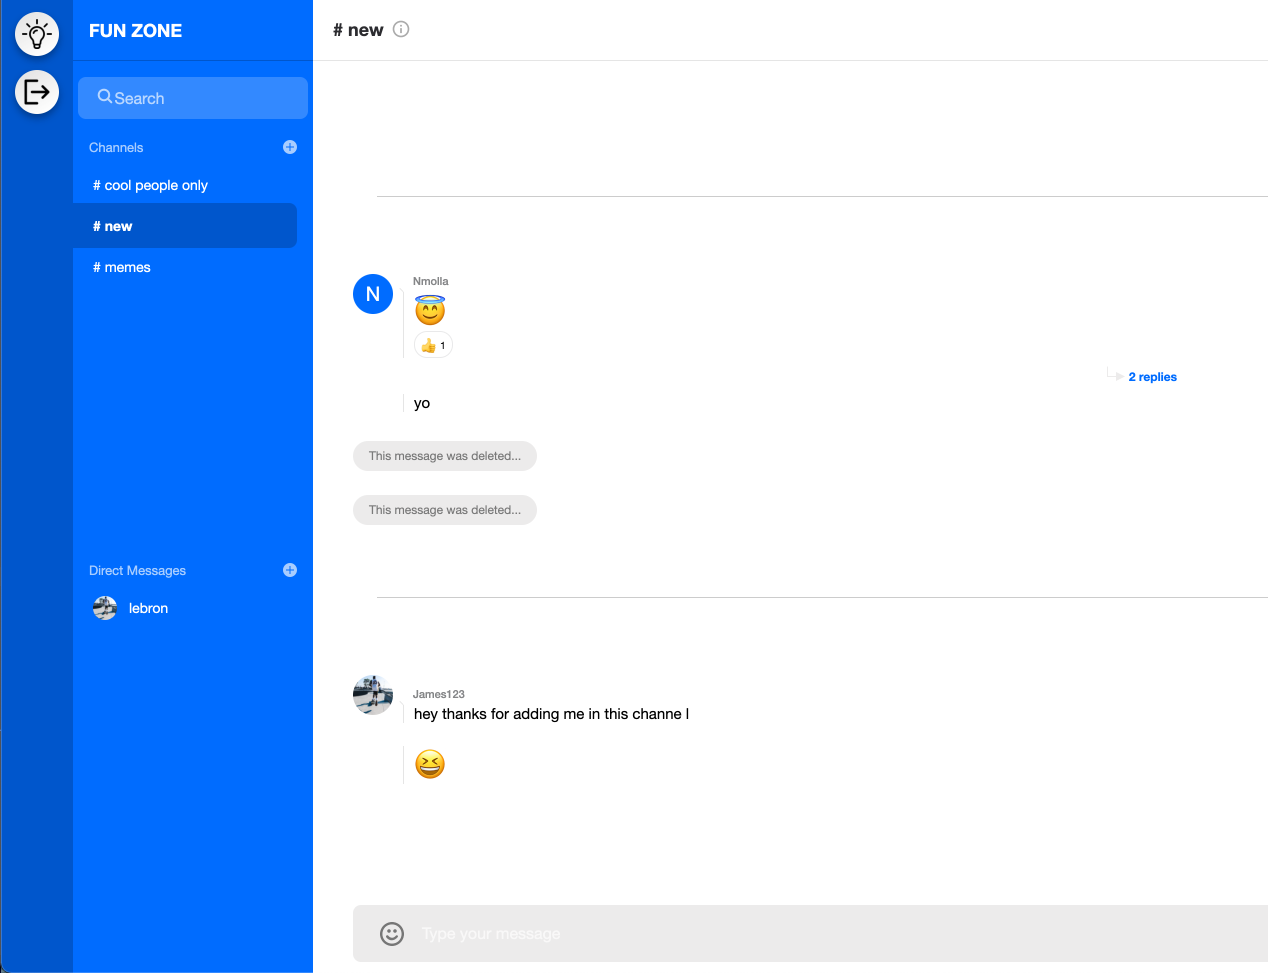 FUN ZONE
Search
Channels
# cool people only
# new
# memes
Direct Messages
lebron
# new
Nmolla
N
1
2 replies
yo
This message was deleted...
This message was deleted...
James123
hey thanks for adding me in this channe l
Type your message